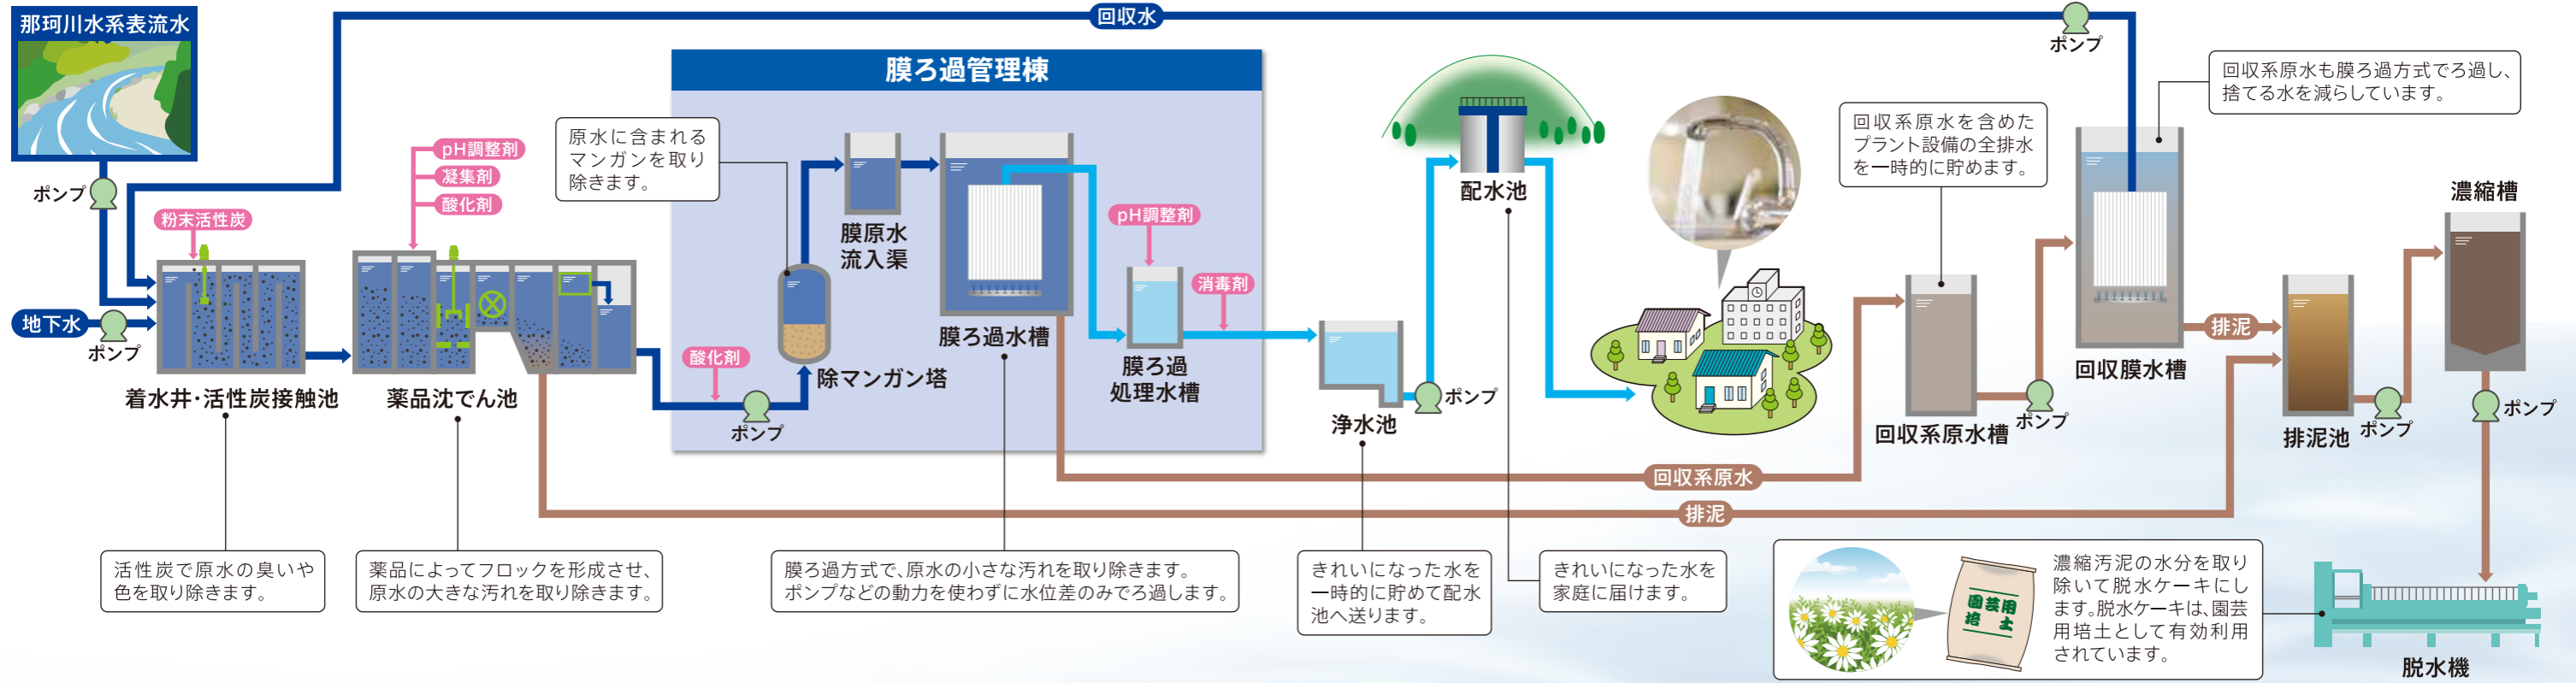 那珂川水系表流水
ポンプ
地下水
ポンプ
回収水
ポンプ
粉末活性炭
着水井・活性炭接触池
活性炭で原水の臭いや
色を取り除きます。
pH調整剤
凝集剤
酸化剤
薬品沈でん池
薬品によってフロックを形成させ、
原水の大きな汚れを取り除きます。
膜ろ過管理棟
原水に含まれる
マンガンを取り
除きます。
酸化剤
ポンプ
除マンガン塔
膜原水
流入渠
膜ろ過水槽
膜ろ過方式で、原水の小さな汚れを取り除きます。
ポンプなどの動力を使わずに水位差のみでろ過します。
pH調整剤
膜ろ過
処理水槽
消毒剤
浄水池
ポンプ
きれいになった水を
一時的に貯めて配水
池へ送ります。
配水池
きれいになった水を
家庭に届けます。
回収系原水
排泥
回収系原水を含めた
プラント設備の全排水
を一時的に貯めます。
回収系原水槽
ポンプ
回収系原水も膜ろ過方式でろ過し、
捨てる水を減らしています。
回収膜水槽
排泥
排泥池
ポンプ
濃縮槽
ポンプ
園芸用
培土
濃縮汚泥の水分を取り
除いて脱水ケーキにし
ます。脱水ケーキは、園芸
用培土として有効利用
されています。
脱水機